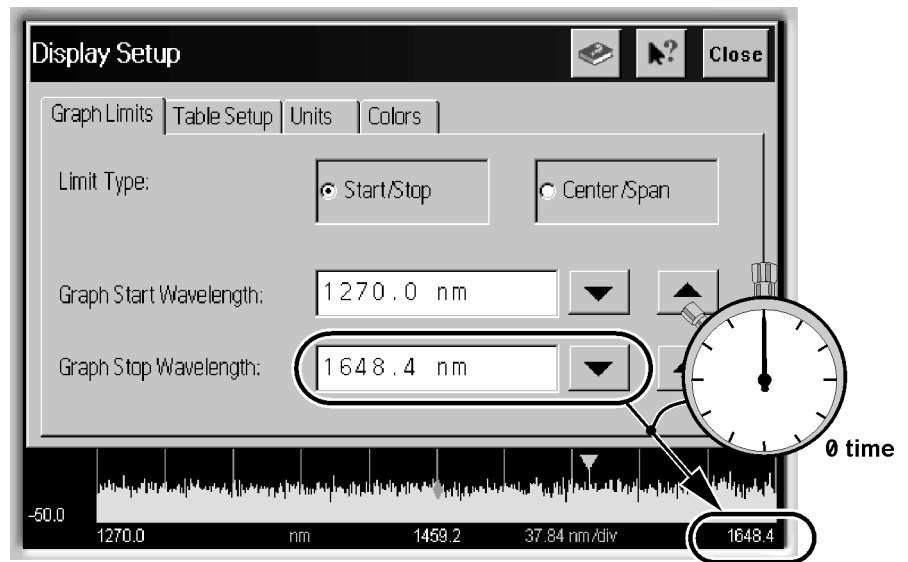 Display Setup
?
Close
Graph Limits Table Setup Units Colors
Limit Type:
Start/Stop
Center/Span
Graph Start Wavelength:
1270.0 nm
Graph Stop Wavelength:
1648.4 nm
0 time
-50.0
1270.0 nm 1459.2 37.84 nm/div 1648.4